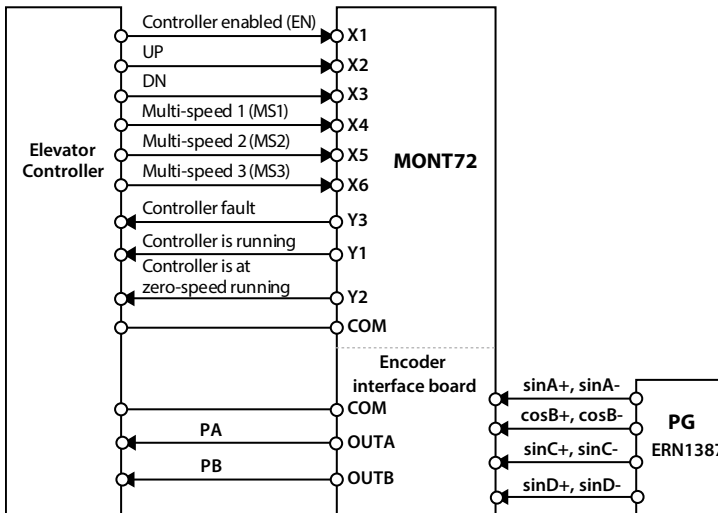 Controller enabled (EN)
X1
UP
X2
DN
X3
Multi-speed 1 (MS1)
X4
Multi-speed 2 (MS2)
X5
Multi-speed 3 (MS3)
X6
Elevator
Controller
MONT72
Controller fault
Y3
Controller is running
Y1
Controller is at
zero-speed running
Y2
COM
Encoder
interface board
COM
PA
OUTA
PB
OUTB
sinA+, sinA-
cosB+, cosB-
sinC+, sinC-
sinD+, sinD-
PG
ERN1387